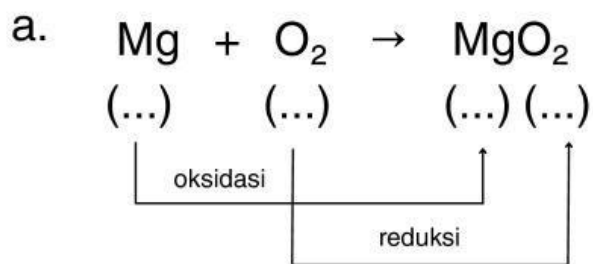 a. Mg + O₂ → MgO₂
(...) (...) (...) (...)
oksidasi
reduksi